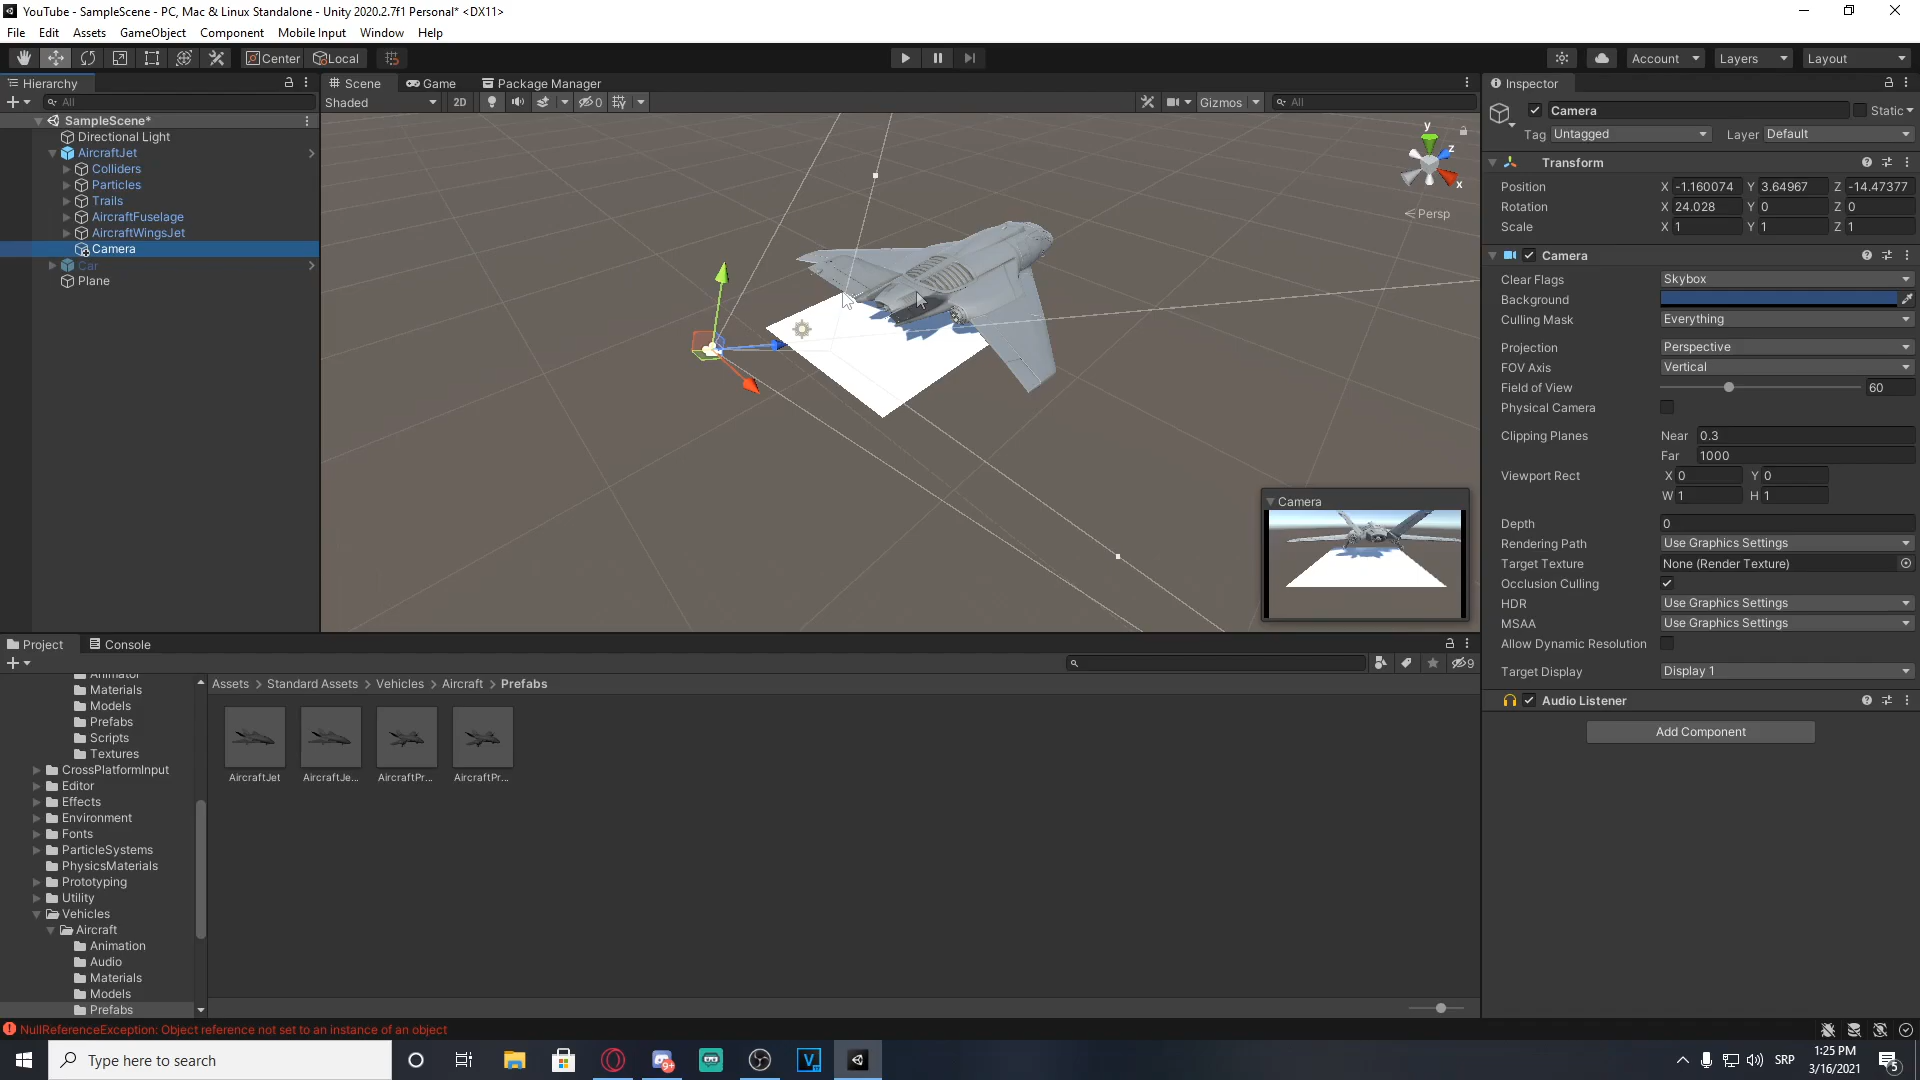 YouTube - SampleScene - PC, Mac & Linux Standalone - Unity 2020.2.7f1 Personal* <DX11>
File Edit Assets GameObject Component Mobile Input Window Help
Center Local Account Layers Layout
Hierarchy
All
SampleScene*
Directional Light
AircraftJet
Colliders
Particles
Trails
AircraftFuselage
AircraftWingsJet
Camera
Car
Plane
Scene Game Package Manager
Shaded 2D 0 Gizmos All
y
z
x
Persp
Camera
Inspector
Camera Static
Tag Untagged Layer Default
Transform
Position X -1.160074 Y 3.64967 Z -14.47377
Rotation X 24.028 Y 0 Z 0
Scale X 1 Y 1 Z 1
Camera
Clear Flags Skybox
Background
Culling Mask Everything
Projection Perspective
FOV Axis Vertical
Field of View 60
Physical Camera
Clipping Planes Near 0.3
Far 1000
Viewport Rect X 0 Y 0
W 1 H 1
Depth 0
Rendering Path Use Graphics Settings
Target Texture None (Render Texture)
Occlusion Culling
HDR Use Graphics Settings
MSAA Use Graphics Settings
Allow Dynamic Resolution
Target Display Display 1
Audio Listener
Add Component
Project Console
9
Animator
Materials
Models
Prefabs
Scripts
Textures
CrossPlatformInput
Editor
Effects
Environment
Fonts
ParticleSystems
PhysicsMaterials
Prototyping
Utility
Vehicles
Aircraft
Animation
Audio
Materials
Models
Prefabs
Assets > Standard Assets > Vehicles > Aircraft > Prefabs
AircraftJet AircraftJe... AircraftPr... AircraftPr...
NullReferenceException: Object reference not set to an instance of an object
Type here to search
9+
V
SRP
1:25 PM
3/16/2021
5